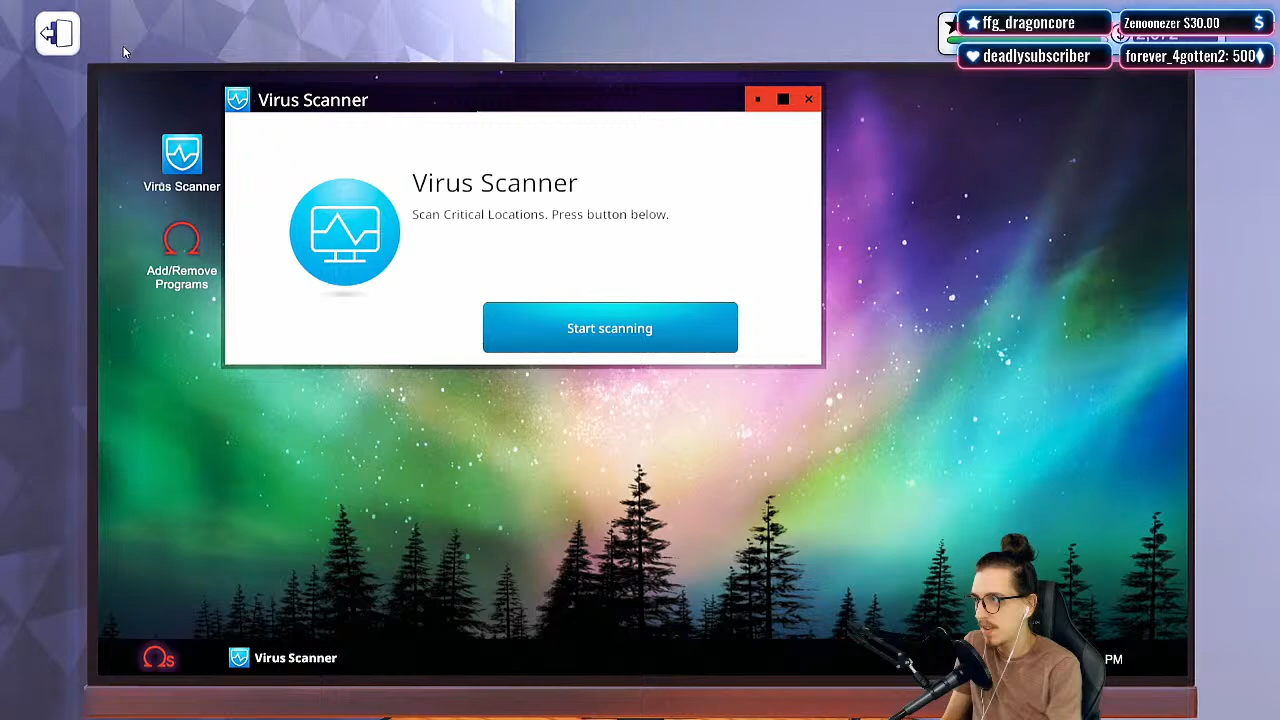 ffg_dragoncore
Zenoonezer $30.00
deadlysubscriber
forever_4gotten2: 500
Virus Scanner
Virus Scanner
Add/Remove
Programs
Virus Scanner
Scan Critical Locations. Press button below.
Start scanning
Ωs
Virus Scanner
PM